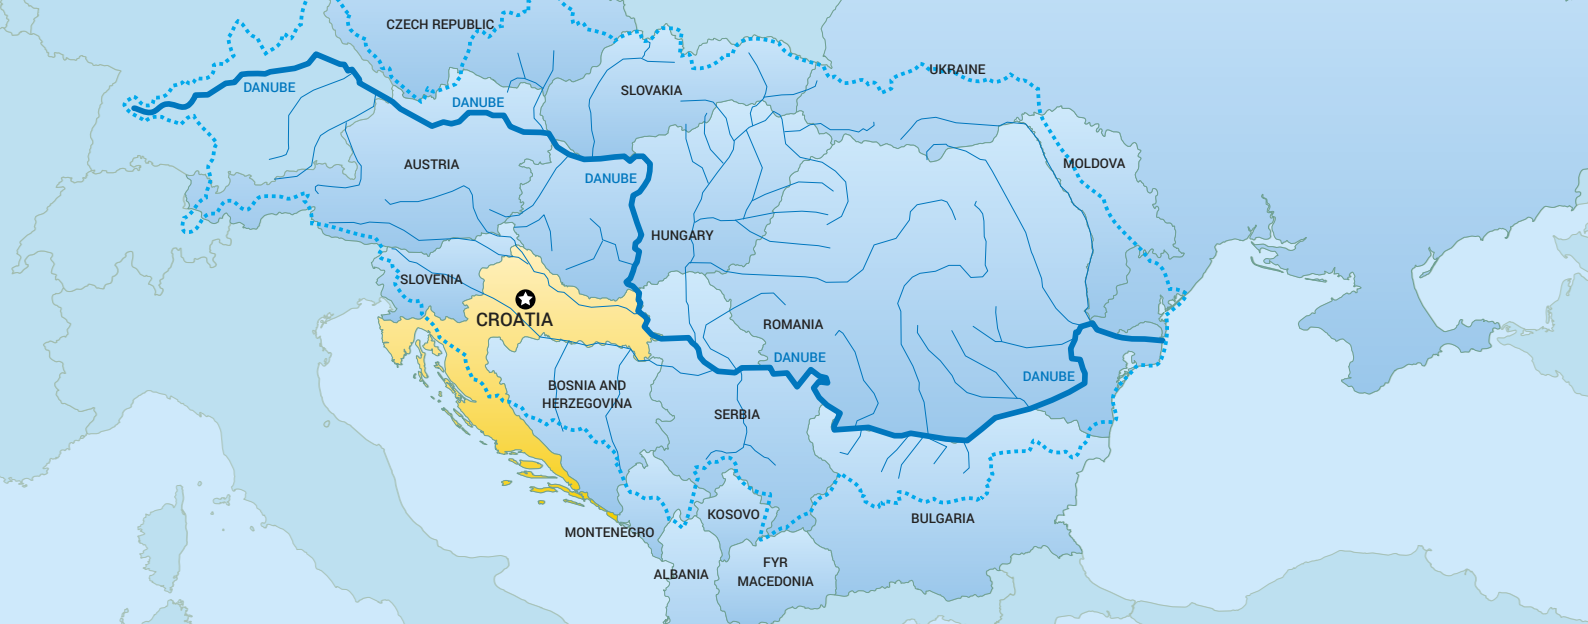 CZECH REPUBLIC
UKRAINE
DANUBE
SLOVAKIA
DANUBE
AUSTRIA
MOLDOVA
DANUBE
HUNGARY
SLOVENIA
CROATIA
ROMANIA
DANUBE
DANUBE
BOSNIA AND
HERZEGOVINA
SERBIA
KOSOVO
BULGARIA
MONTENEGRO
FYR
MACEDONIA
ALBANIA